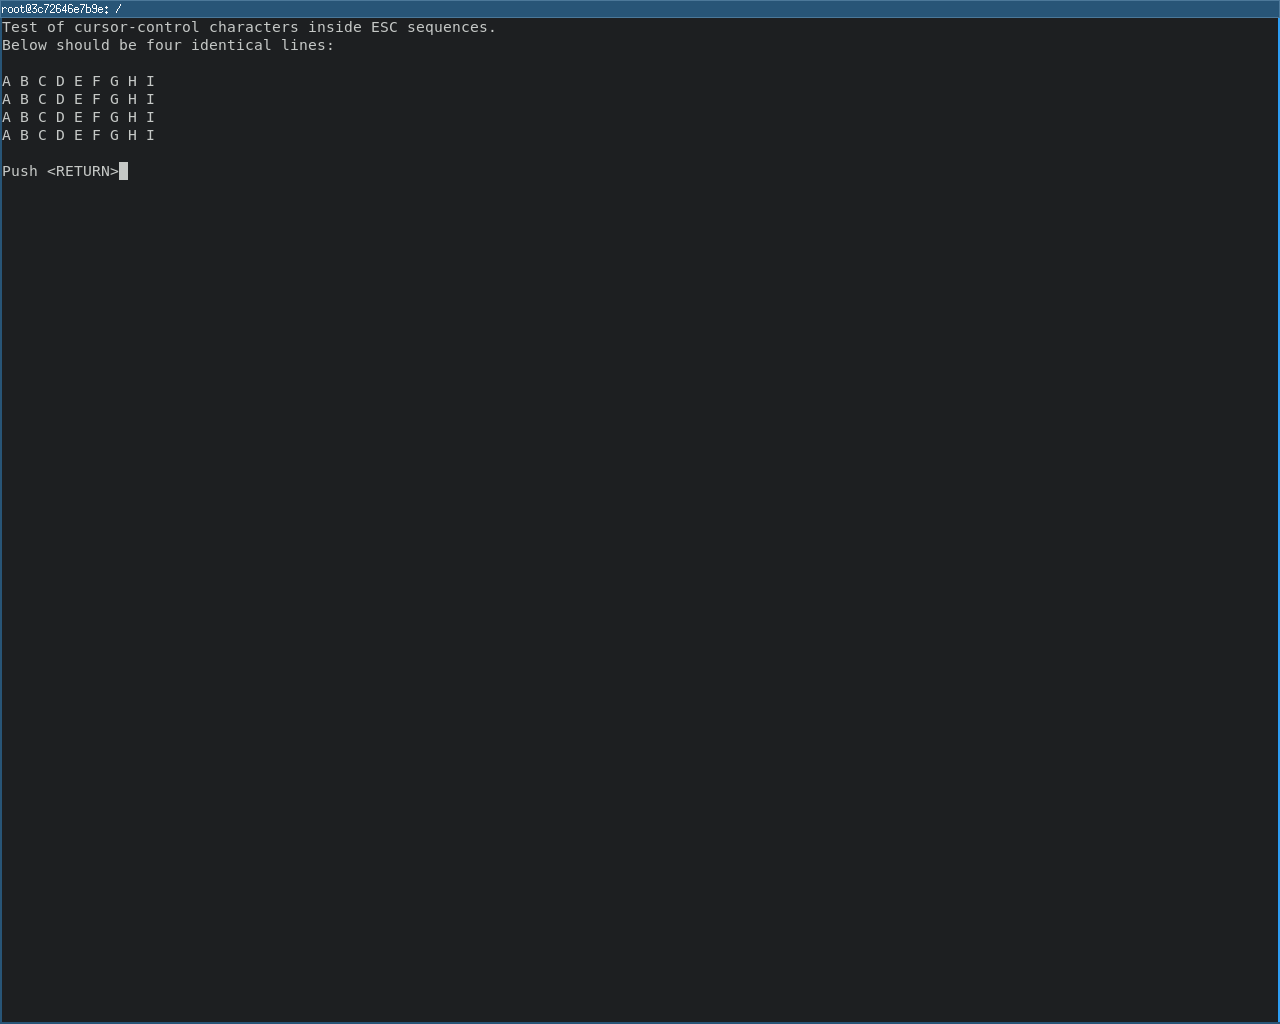 root@3c72646e7b9e: /
Test of cursor-control characters inside ESC sequences.
Below should be four identical lines:
A B C D E F G H I
A B C D E F G H I
A B C D E F G H I
A B C D E F G H I
Push <RETURN>